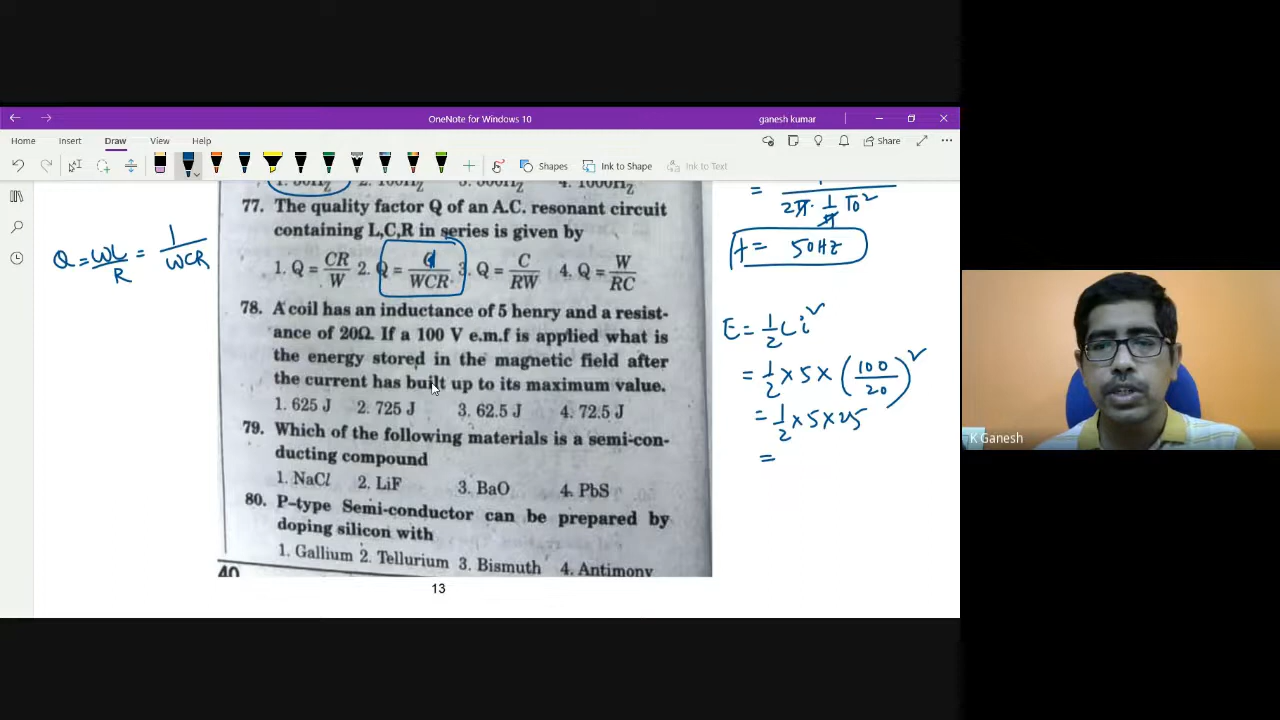 OneNote for Windows 10
ganesh kumar
Home Insert Draw View Help
Share
Shapes
Ink to Shape
Ink to Text
77. The quality factor Q of an A.C. resonant circuit
containing L,C,R in series is given by
1. Q = CR/W 2. Q = /WCR 3. Q = C/RW 4. Q = W/RC
78. A coil has an inductance of 5 henry and a resist-
ance of 20Ω. If a 100 V e.m.f is applied what is
the energy stored in the magnetic field after
the current has built up to its maximum value.
1. 625 J 2. 725 J 3. 62.5 J 4. 72.5 J
79. Which of the following materials is a semi-con-
ducting compound
1. NaCl 2. LiF 3. BaO 4. PbS
80. P-type Semi-conductor can be prepared by
doping silicon with
1. Gallium 2. Tellurium 3. Bismuth 4. Antimony
40
13
Q = ωL/R = 1/WCR
f = 50HZ
E = 1/2 L i²
= 1/2 × 5 × (100/20)²
= 1/2 × 5 × 25
=
K Ganesh